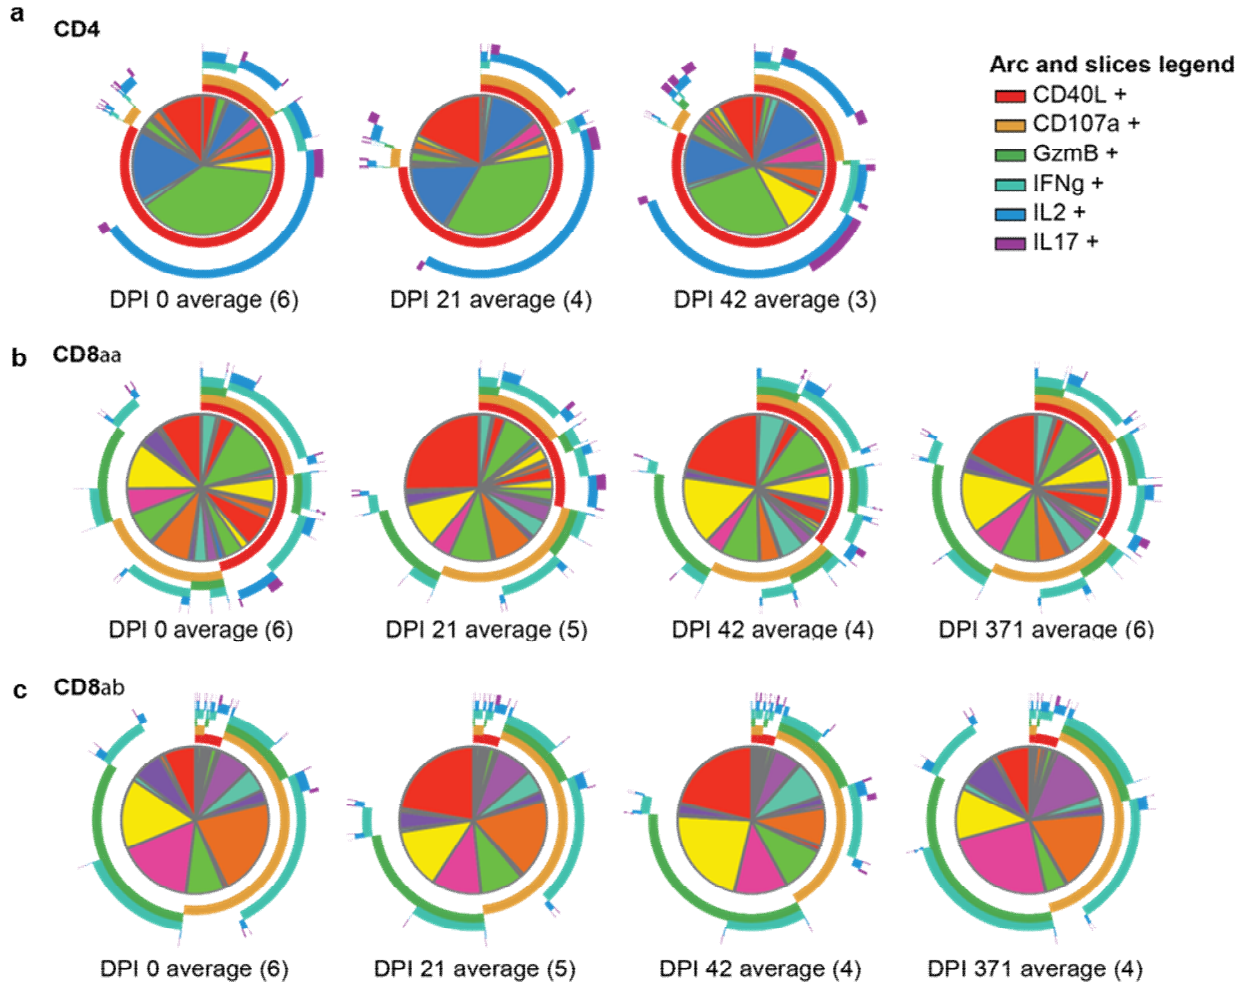 a
CD4
Arc and slices legend
CD40L +
CD107a +
GzmB +
IFNg +
IL2 +
IL17 +
DPI 0 average (6)
DPI 21 average (4)
DPI 42 average (3)
b
CD8aa
DPI 0 average (6)
DPI 21 average (5)
DPI 42 average (4)
DPI 371 average (6)
c
CD8ab
DPI 0 average (6)
DPI 21 average (5)
DPI 42 average (4)
DPI 371 average (4)